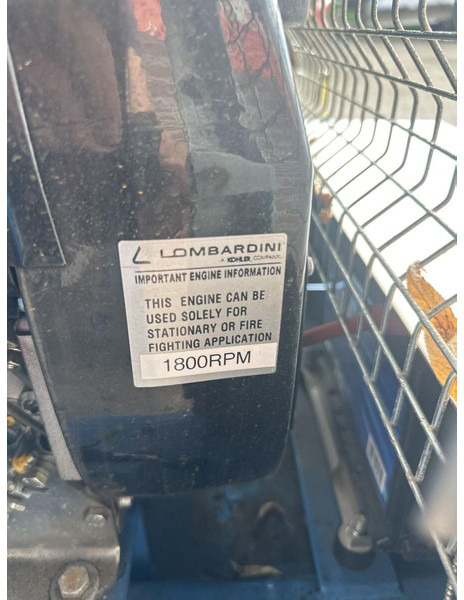 LOMBARDINI
A KOHLER COMPANY
IMPORTANT ENGINE INFORMATION
THIS ENGINE CAN BE
USED SOLELY FOR
STATIONARY OR FIRE
FIGHTING APPLICATION
1800RPM